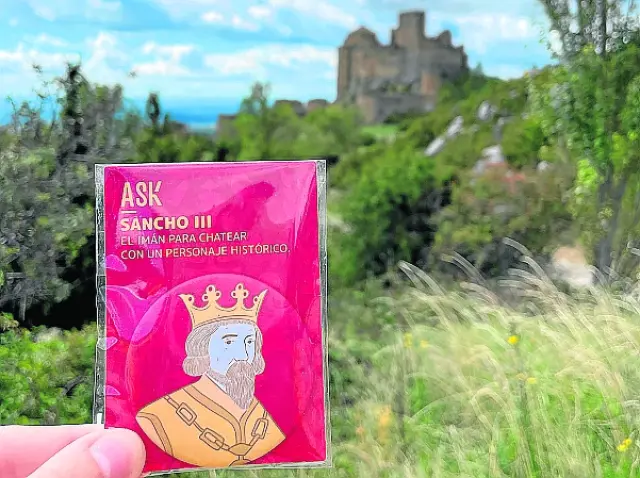 ASK
SANCHO III
EL IMÁN PARA CHATEAR
CON UN PERSONAJE HISTÓRICO.